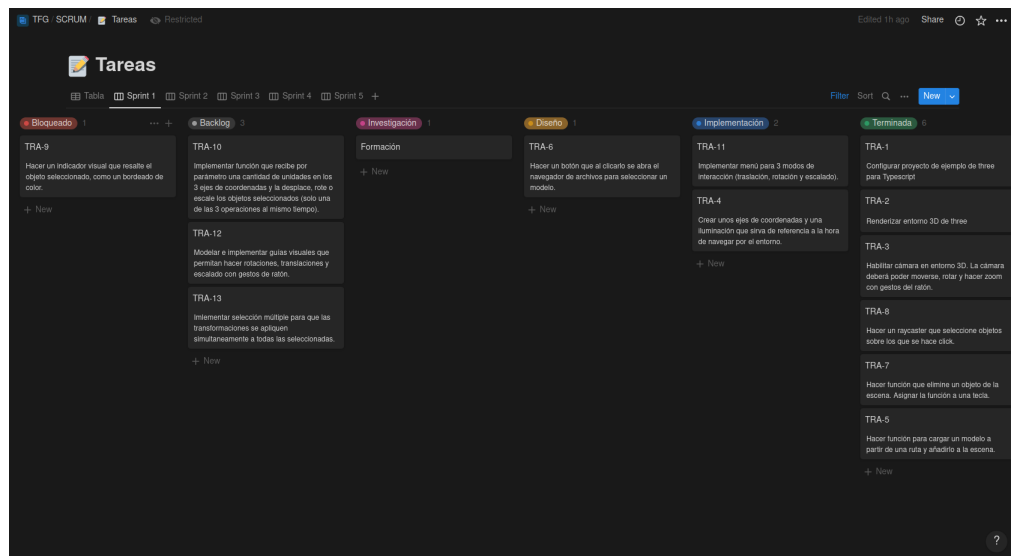 TFG / SCRUM / Tareas Restricted
Edited 1h ago Share
Tareas
Tabla Sprint 1 Sprint 2 Sprint 3 Sprint 4 Sprint 5 +
Filter Sort New
Bloqueado 1
TRA-9
Hacer un indicador visual que resalte el
objeto seleccionado, como un bordeado de
color.
+ New
Backlog 3
TRA-10
Implementar función que recibe por
parámetro una cantidad de unidades en los
3 ejes de coordenadas y la desplace, rote o
escale los objetos seleccionados (solo una
de las 3 operaciones al mismo tiempo).
TRA-12
Modelar e implementar guías visuales que
permitan hacer rotaciones, translaciones y
escalado con gestos de ratón.
TRA-13
Imlementar selección múltiple para que las
transformaciones se apliquen
simultaneamente a todas las seleccionadas.
+ New
Investigación 1
Formación
+ New
Diseño 1
TRA-6
Hacer un botón que al clicarlo se abra el
navegador de archivos para seleccionar un
modelo.
+ New
Implementación 2
TRA-11
Implementar menú para 3 modos de
interacción (traslación, rotación y escalado).
TRA-4
Crear unos ejes de coordenadas y una
iluminación que sirva de referencia a la hora
de navegar por el entorno.
+ New
Terminada 6
TRA-1
Configurar proyecto de ejemplo de three
para Typescript
TRA-2
Renderizar entorno 3D de three
TRA-3
Habilitar cámara en entorno 3D. La cámara
deberá poder moverse, rotar y hacer zoom
con gestos del ratón.
TRA-8
Hacer un raycaster que seleccione objetos
sobre los que se hace click.
TRA-7
Hacer función que elimine un objeto de la
escena. Asignar la función a una tecla.
TRA-5
Hacer función para cargar un modelo a
partir de una ruta y añadirlo a la escena.
+ New
?